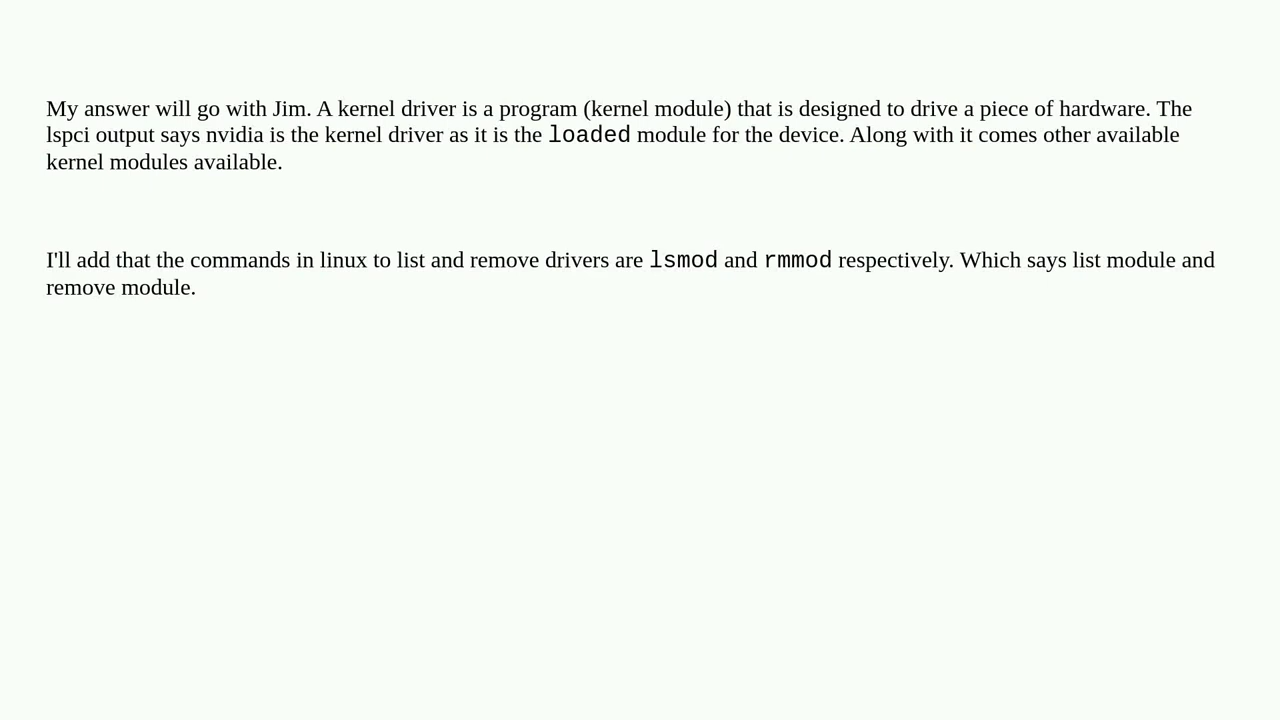 My answer will go with Jim. A kernel driver is a program (kernel module) that is designed to drive a piece of hardware. The
lspci output says nvidia is the kernel driver as it is the loaded module for the device. Along with it comes other available
kernel modules available.
I'll add that the commands in linux to list and remove drivers are lsmod and rmmod respectively. Which says list module and
remove module.